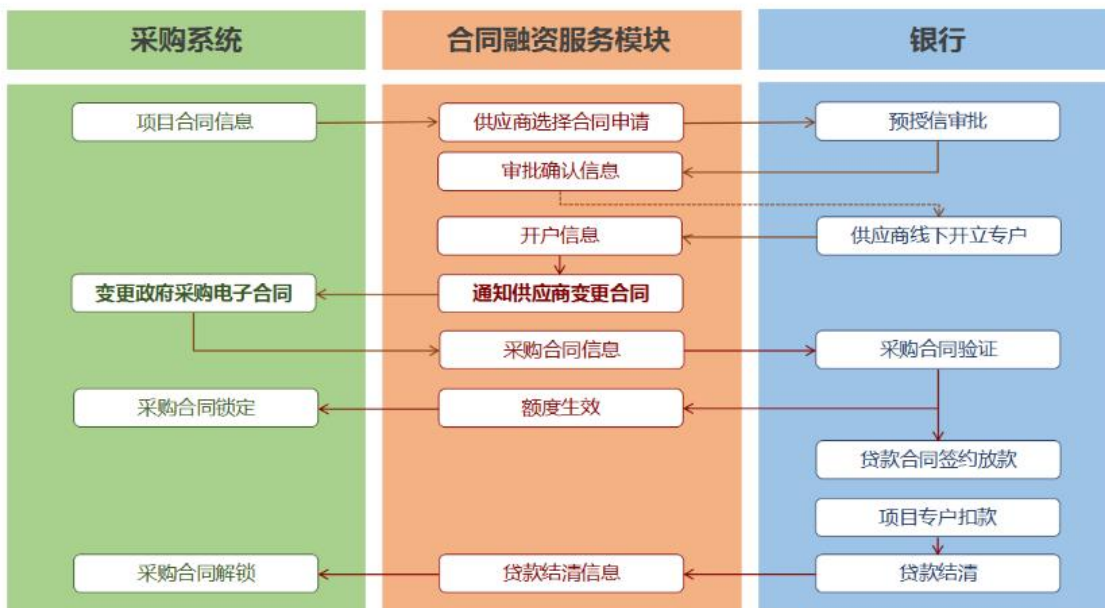 采购系统
合同融资服务模块
银行
项目合同信息
供应商选择合同申请
预授信审批
审批确认信息
开户信息
供应商线下开立专户
变更政府采购电子合同
通知供应商变更合同
采购合同信息
采购合同验证
采购合同锁定
额度生效
贷款合同签约放款
项目专户扣款
采购合同解锁
贷款结清信息
贷款结清